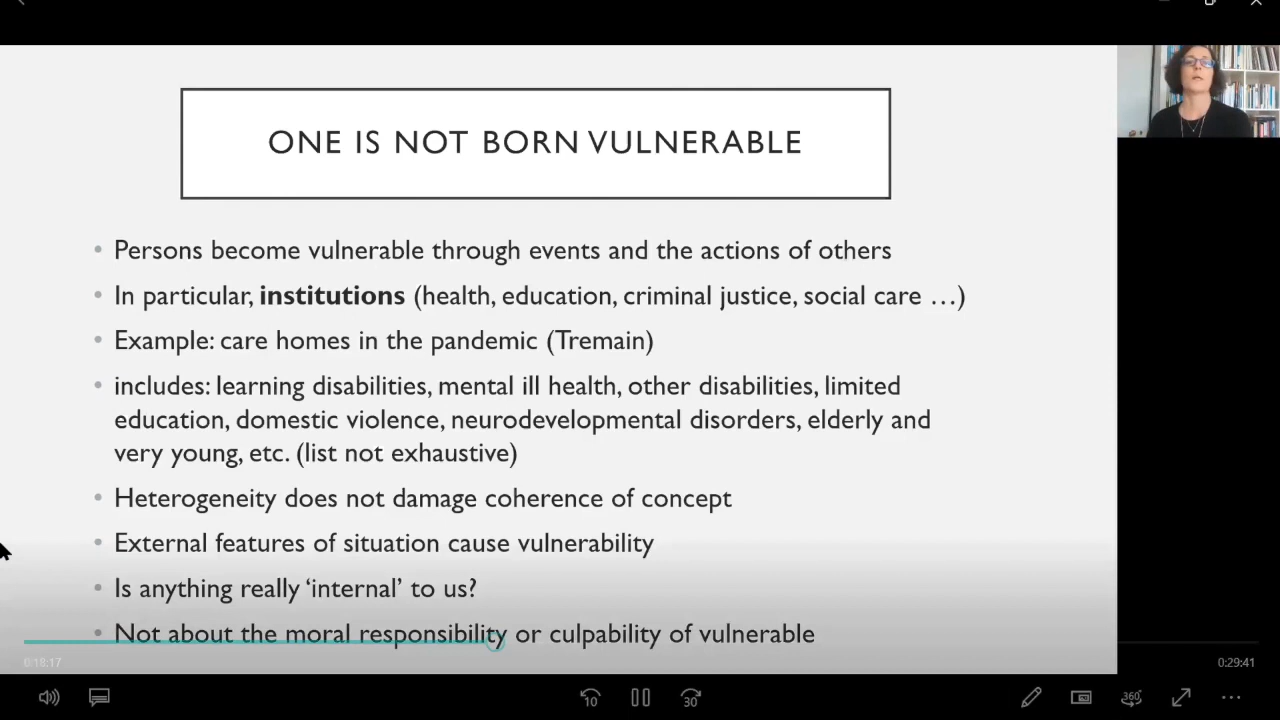 ONE IS NOT BORN VULNERABLE
• Persons become vulnerable through events and the actions of others
• In particular, institutions (health, education, criminal justice, social care …)
• Example: care homes in the pandemic (Tremain)
• includes: learning disabilities, mental ill health, other disabilities, limited
education, domestic violence, neurodevelopmental disorders, elderly and
very young, etc. (list not exhaustive)
• Heterogeneity does not damage coherence of concept
• External features of situation cause vulnerability
• Is anything really ‘internal’ to us?
• Not about the moral responsibility or culpability of vulnerable
0:29:41
10
30
360